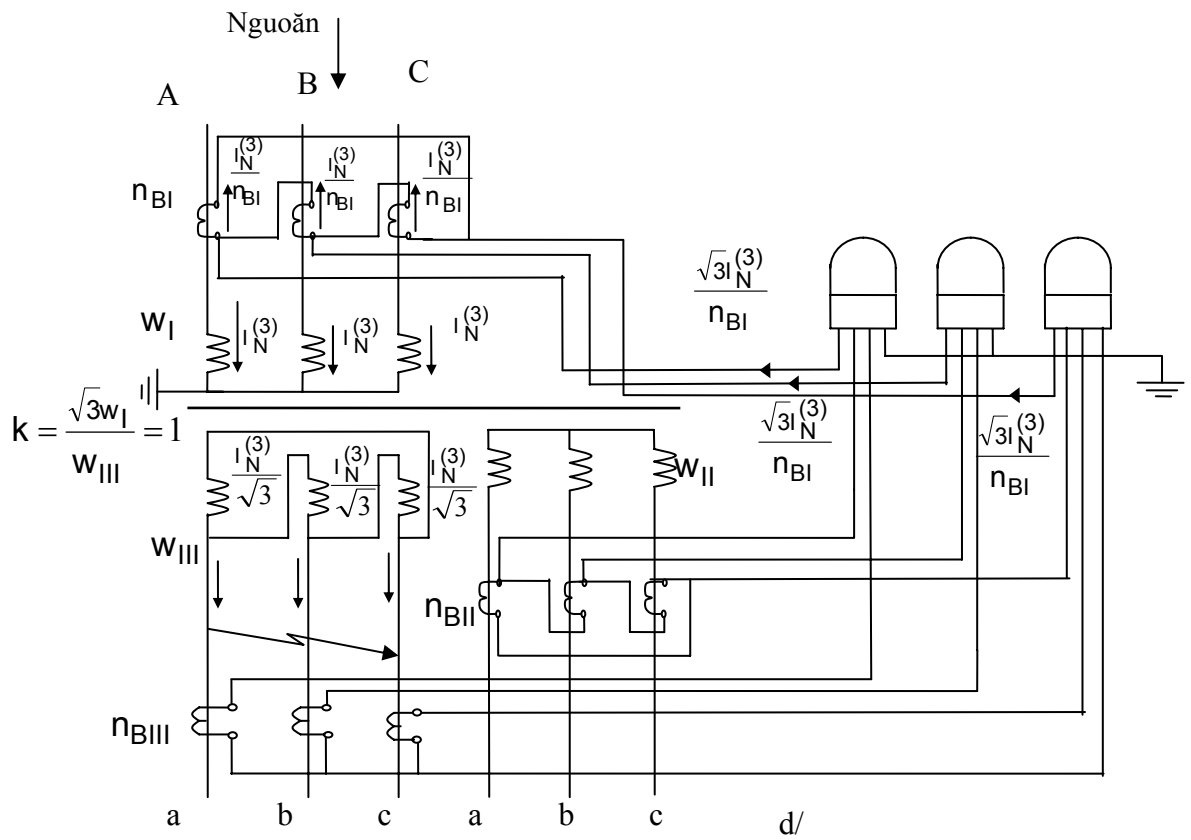 Nguoăn
A B C
I_N^(3)/n_BI I_N^(3)/n_BI I_N^(3)/n_BI
n_BI
√3I_N^(3)/n_BI
w_I I_N^(3) I_N^(3) I_N^(3)
k = √3w_I/w_III = 1
√3I_N^(3)/n_BI √3I_N^(3)/n_BI
I_N^(3)/√3 I_N^(3)/√3 I_N^(3)/√3
w_II
w_III
n_BII
n_BIII
a b c a b c
d/